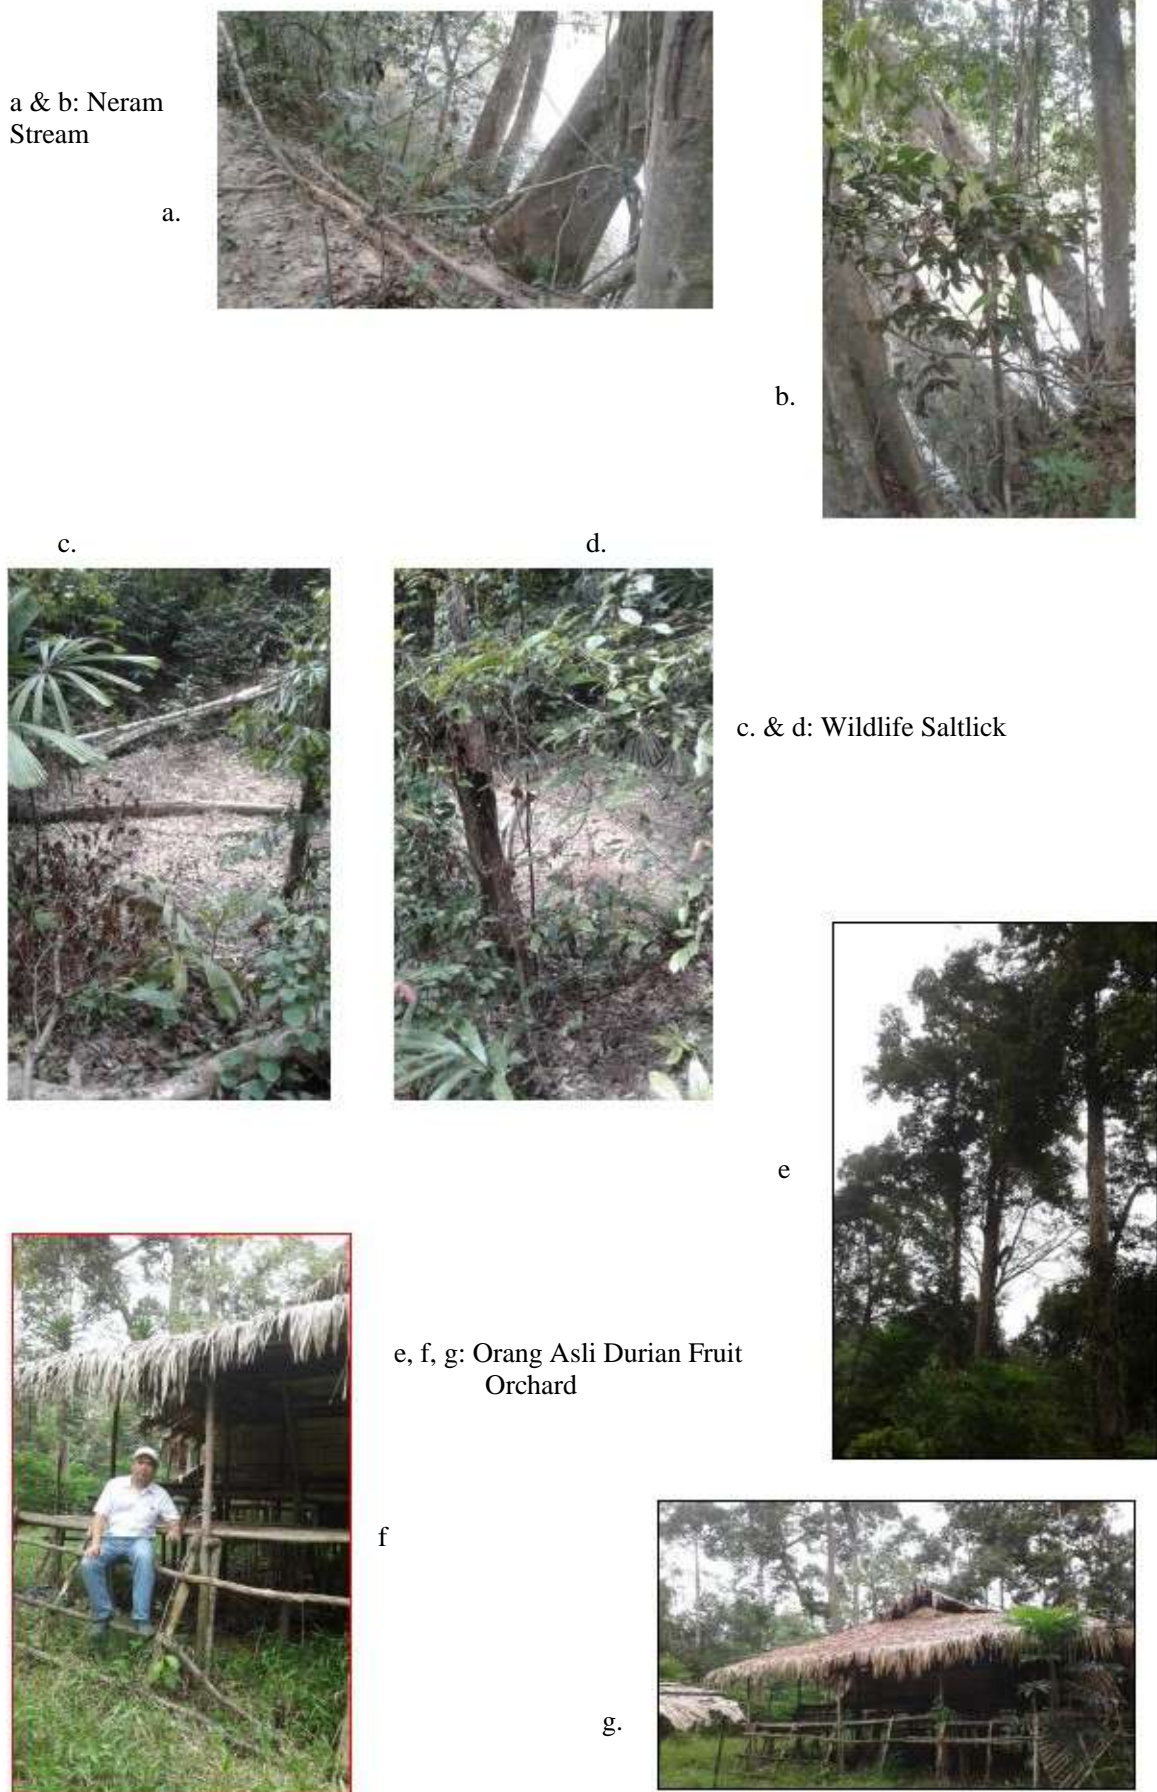 a & b: Neram
Stream
a.
b.
c.
d.
c. & d: Wildlife Saltlick
e
e, f, g: Orang Asli Durian Fruit
Orchard
f
g.